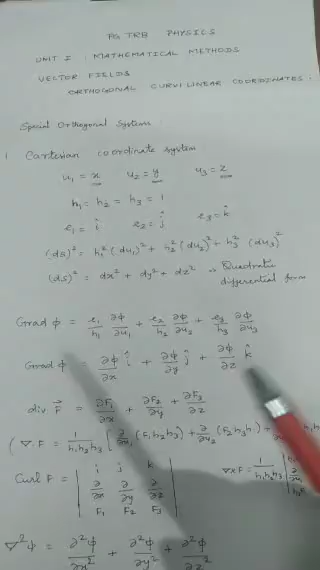 PG TRB PHYSICS
UNIT I MATHEMATICAL METHODS
VECTOR FIELDS
ORTHOGONAL CURVILINEAR COORDINATES.
Special Orthogonal Systems
1 Cartesian coordinate system
u₁ = x u₂ = y u₃ = z
h₁ = h₂ = h₃ = 1
e₁ = î e₂ = ĵ e₃ = k̂
(ds)² = h₁² (du₁)² + h₂² (du₂)² + h₃² (du₃)²
(ds)² = dx² + dy² + dz² → Quadratic differential form
Grad φ = e₁/h₁ ∂φ/∂u₁ + e₂/h₂ ∂φ/∂u₂ + e₃/h₃ ∂φ/∂u₃
Grad φ = ∂φ/∂x î + ∂φ/∂y ĵ + ∂φ/∂z k̂
div F⃗ = ∂F₁/∂x + ∂F₂/∂y + ∂F₃/∂z
( ∇.F = 1/h₁h₂h₃ [ ∂/∂u₁ (F₁h₂h₃) + ∂/∂u₂ (F₂h₃h₁) +
Curl F = | i j k | ∇×F = 1/h₁h₂h₃
| ∂/∂x ∂/∂y ∂/∂z |
| F₁ F₂ F₃ |
∇²φ = ∂²φ/∂x² + ∂²φ/∂y² + ∂²φ/∂z²